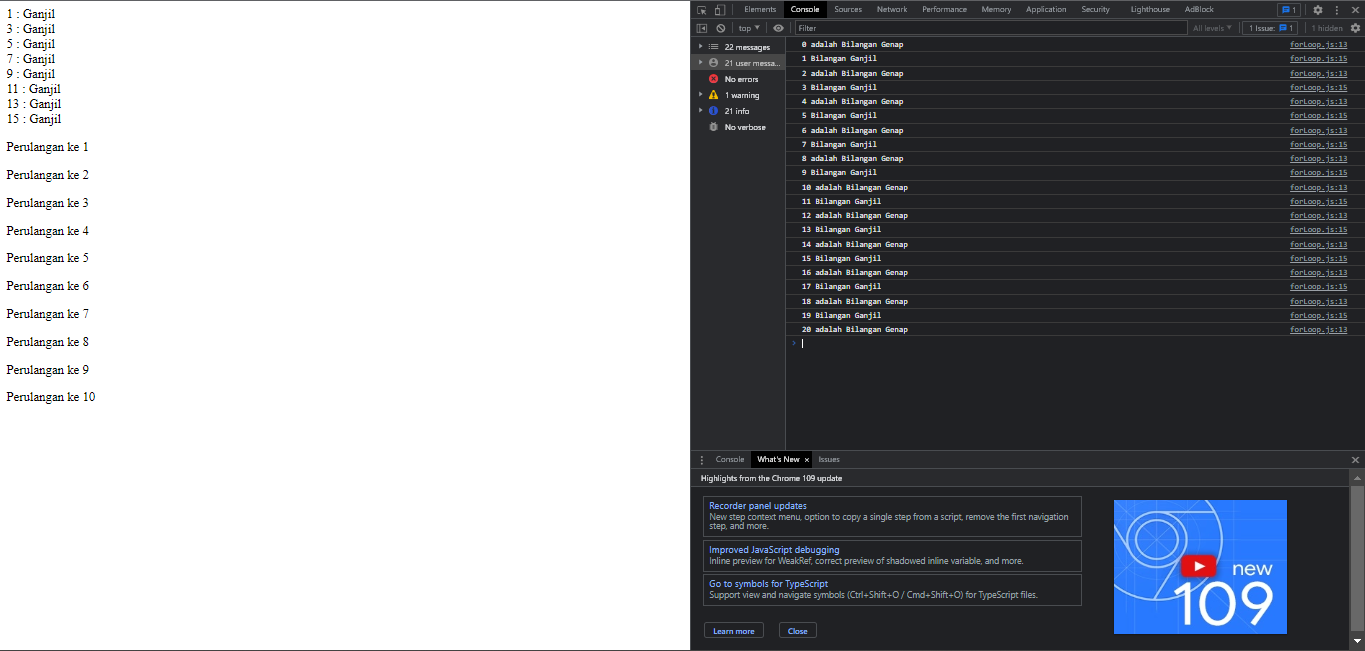 1 : Ganjil
3 : Ganjil
5 : Ganjil
7 : Ganjil
9 : Ganjil
11 : Ganjil
13 : Ganjil
15 : Ganjil
Perulangan ke 1
Perulangan ke 2
Perulangan ke 3
Perulangan ke 4
Perulangan ke 5
Perulangan ke 6
Perulangan ke 7
Perulangan ke 8
Perulangan ke 9
Perulangan ke 10
Elements Console Sources Network Performance Memory Application Security Lighthouse AdBlock 1
top Filter All levels 1 Issue: 1 1 hidden
22 messages
21 user messa...
No errors
1 warning
21 info
No verbose
0 adalah Bilangan Genap forLoop.js:13
1 Bilangan Ganjil forLoop.js:15
2 adalah Bilangan Genap forLoop.js:13
3 Bilangan Ganjil forLoop.js:15
4 adalah Bilangan Genap forLoop.js:13
5 Bilangan Ganjil forLoop.js:15
6 adalah Bilangan Genap forLoop.js:13
7 Bilangan Ganjil forLoop.js:15
8 adalah Bilangan Genap forLoop.js:13
9 Bilangan Ganjil forLoop.js:15
10 adalah Bilangan Genap forLoop.js:13
11 Bilangan Ganjil forLoop.js:15
12 adalah Bilangan Genap forLoop.js:13
13 Bilangan Ganjil forLoop.js:15
14 adalah Bilangan Genap forLoop.js:13
15 Bilangan Ganjil forLoop.js:15
16 adalah Bilangan Genap forLoop.js:13
17 Bilangan Ganjil forLoop.js:15
18 adalah Bilangan Genap forLoop.js:13
19 Bilangan Ganjil forLoop.js:15
20 adalah Bilangan Genap forLoop.js:13
Console What's New × Issues
Highlights from the Chrome 109 update
Recorder panel updates
New step context menu, option to copy a single step from a script, remove the first navigation
step, and more.
Improved JavaScript debugging
Inline preview for WeakRef, correct preview of shadowed inline variable, and more.
Go to symbols for TypeScript
Support view and navigate symbols (Ctrl+Shift+O / Cmd+Shift+O) for TypeScript files.
Learn more Close
new
109